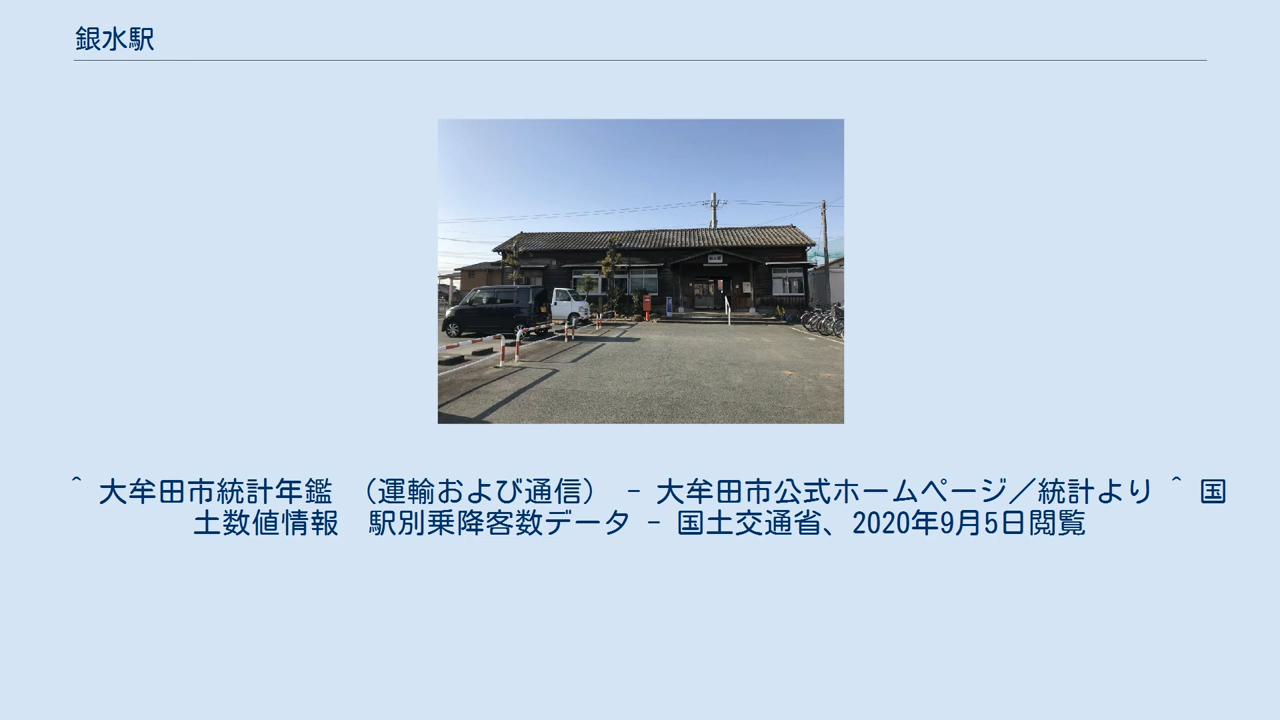 銀水駅
^ 大牟田市統計年鑑　（運輸および通信） - 大牟田市公式ホームページ／統計より ^ 国
土数値情報　駅別乗降客数データ - 国土交通省、2020年9月5日閲覧